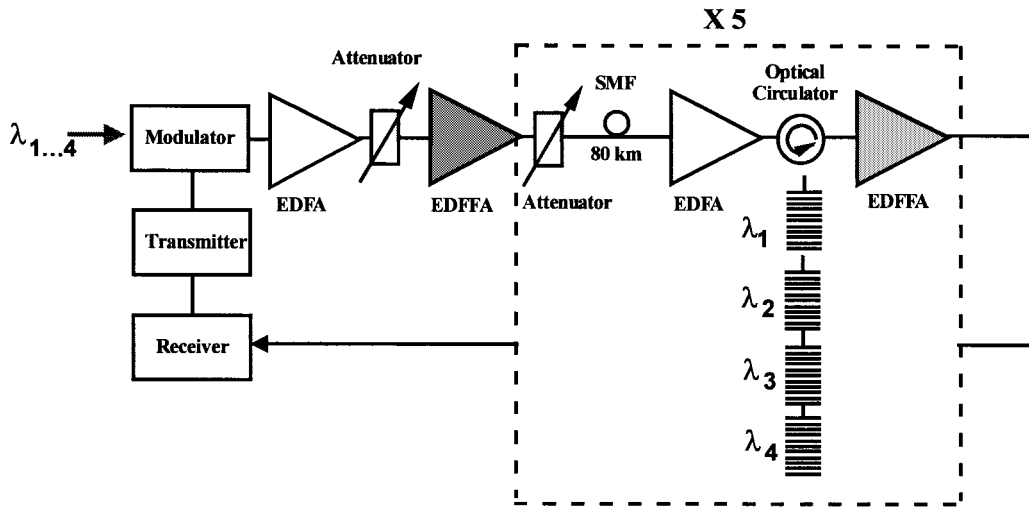 X 5
Attenuator
SMF
Optical
Circulator
λ1...4
Modulator
80 km
EDFA
EDFFA
Attenuator
EDFA
EDFFA
Transmitter
λ1
λ2
Receiver
λ3
λ4